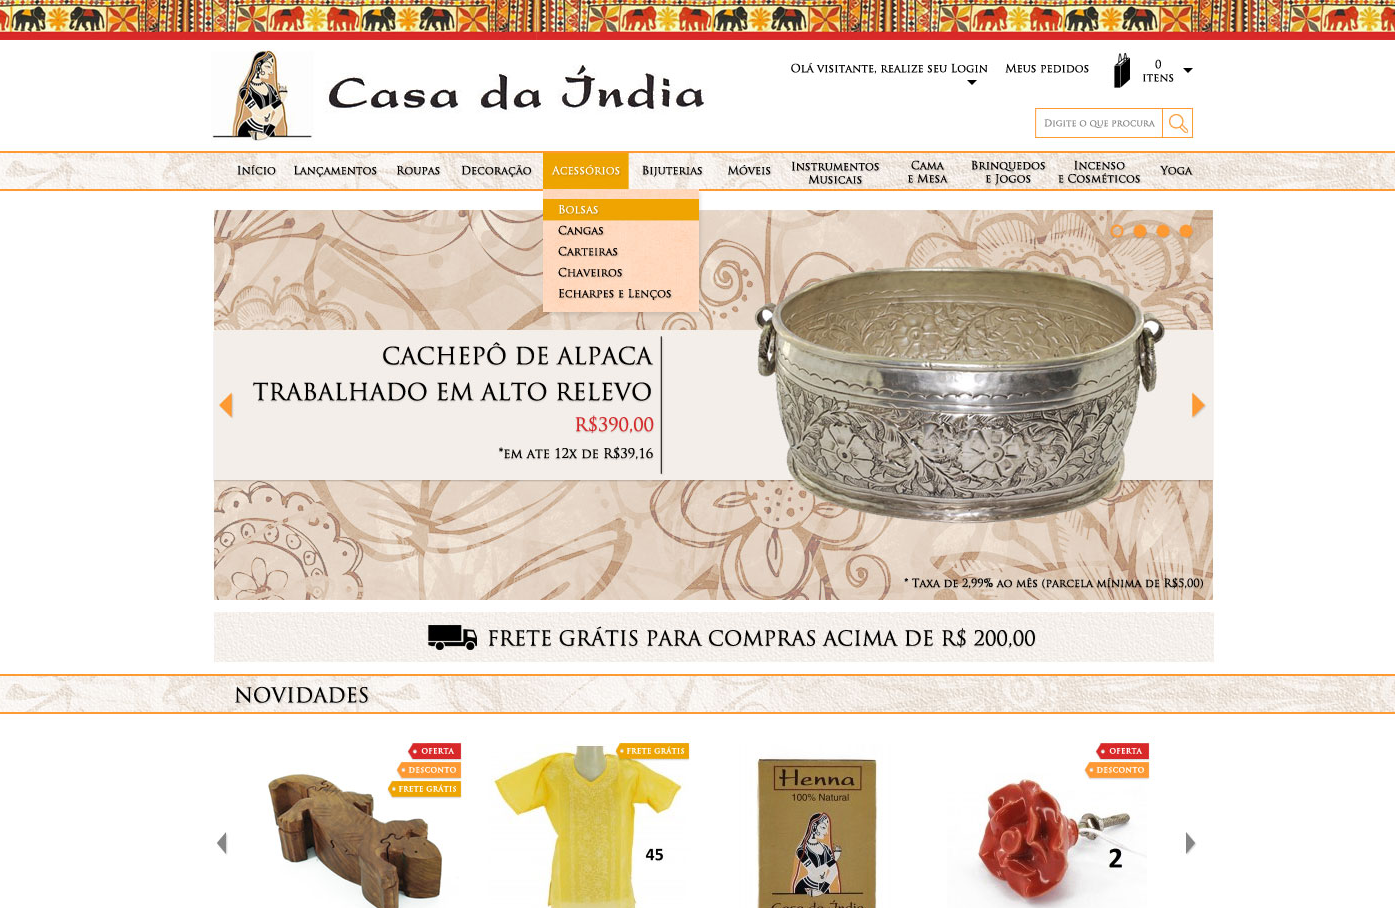 Casa da Índia
Olá visitante, realize seu Login
Meus pedidos
0
itens
Digite o que procura
Início
Lançamentos
Roupas
Decoração
Acessórios
Bijuterias
Móveis
Instrumentos
Musicais
Cama
e Mesa
Brinquedos
e Jogos
Incenso
e Cosméticos
Yoga
Bolsas
Cangas
Carteiras
Chaveiros
Echarpes e Lenços
CACHEPÔ DE ALPACA
TRABALHADO EM ALTO RELEVO
R$390,00
*EM ATE 12X DE R$39,16
* Taxa de 2,99% ao mês (parcela mínima de R$5,00)
FRETE GRÁTIS PARA COMPRAS ACIMA DE R$ 200,00
NOVIDADES
OFERTA
DESCONTO
FRETE GRÁTIS
FRETE GRÁTIS
45
Henna
100% Natural
Casa da Índia
OFERTA
DESCONTO
2